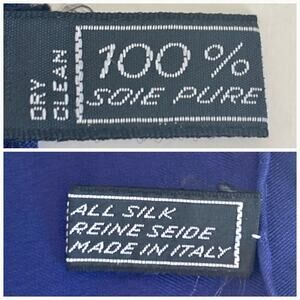 DRY
CLEAN
100%
SOIE PURE
ALL SILK
REINE SEIDE
MADE IN ITALY